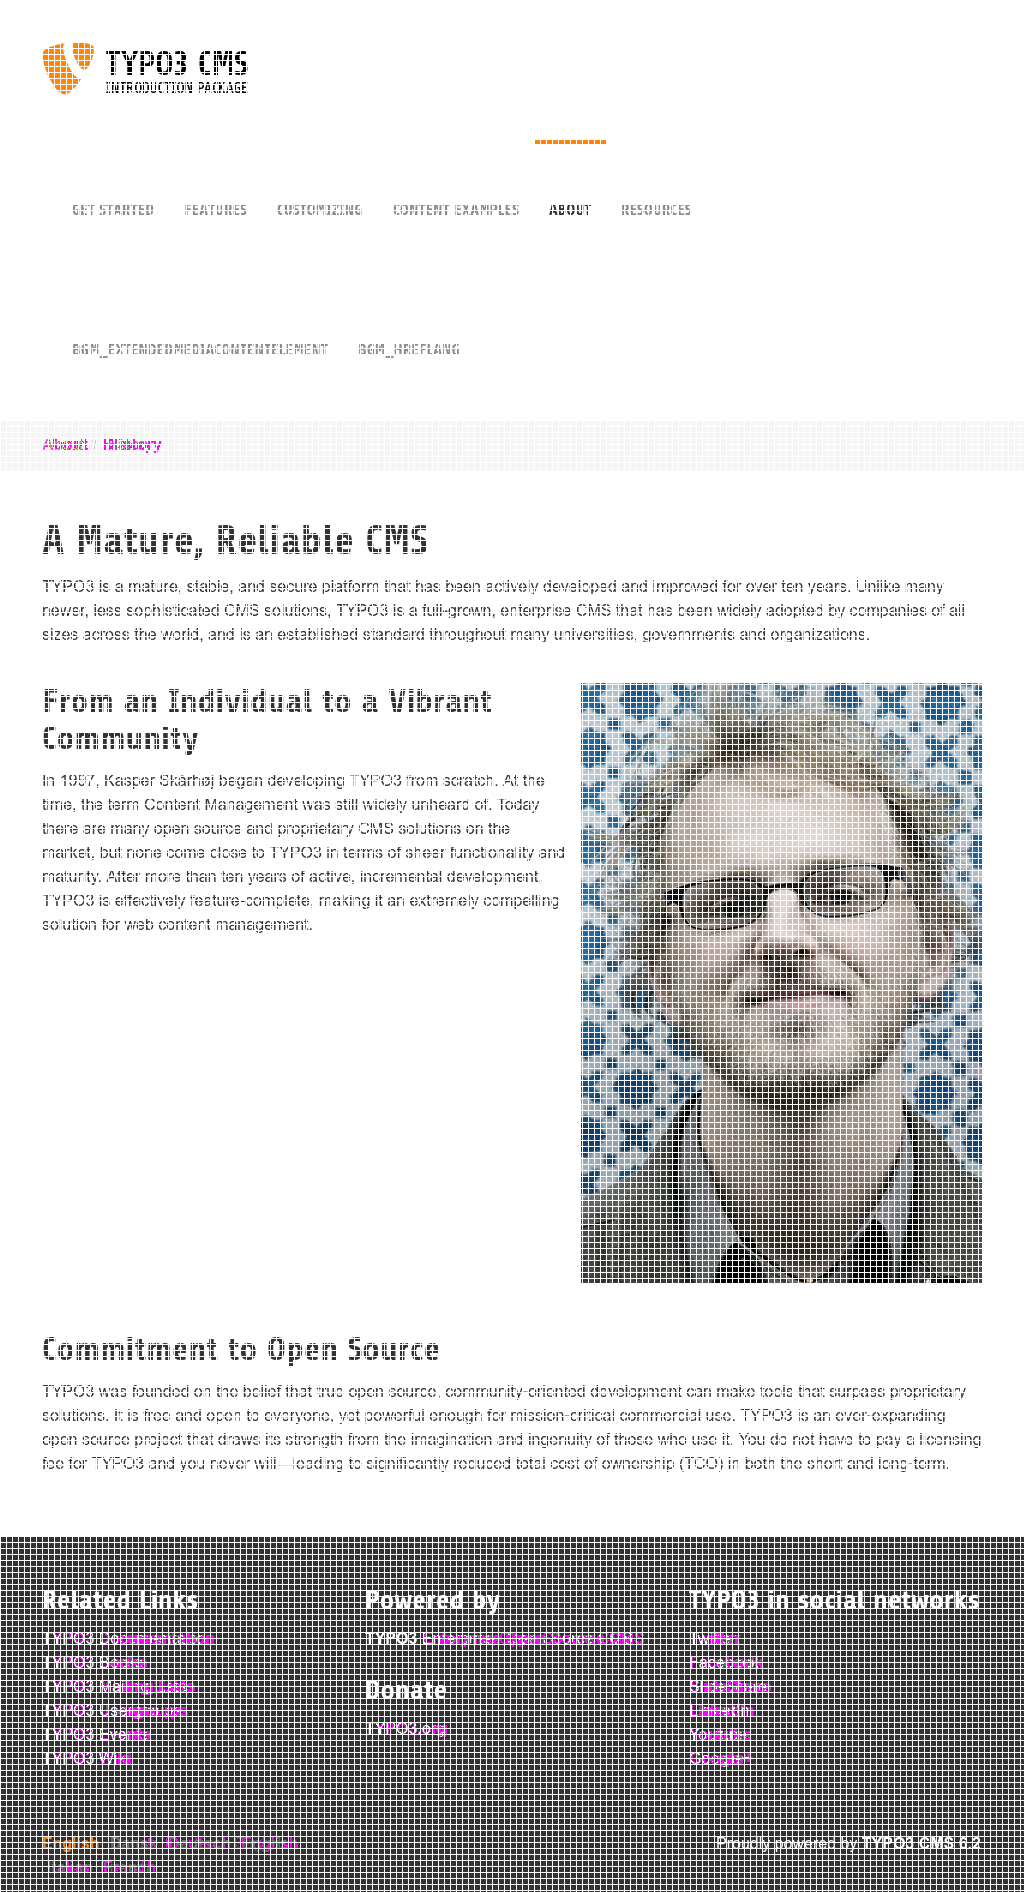 TYPO3 CMS
INTRODUCTION PACKAGE
GET STARTED FEATURES CUSTOMIZING CONTENT EXAMPLES ABOUT RESOURCES
BGM_EXTENDEDMEDIACONTENTELEMENT BGM_HREFLANG
About / History
A Mature, Reliable CMS
TYPO3 is a mature, stable, and secure platform that has been actively developed and improved for over ten years. Unlike many
newer, less sophisticated CMS solutions, TYPO3 is a full-grown, enterprise CMS that has been widely adopted by companies of all
sizes across the world, and is an established standard throughout many universities, governments and organizations.
From an Individual to a Vibrant
Community
In 1997, Kasper Skårhøj began developing TYPO3 from scratch. At the
time, the term Content Management was still widely unheard of. Today
there are many open source and proprietary CMS solutions on the
market, but none come close to TYPO3 in terms of sheer functionality and
maturity. After more than ten years of active, incremental development,
TYPO3 is effectively feature-complete, making it an extremely compelling
solution for web content management.
Commitment to Open Source
TYPO3 was founded on the belief that true open source, community-oriented development can make tools that surpass proprietary
solutions. It is free and open to everyone, yet powerful enough for mission-critical commercial use. TYPO3 is an ever-expanding
open source project that draws its strength from the imagination and ingenuity of those who use it. You do not have to pay a licensing
fee for TYPO3 and you never will—leading to significantly reduced total cost of ownership (TCO) in both the short and long-term.
Related Links
TYPO3 Documentation
TYPO3 
TYPO3 Mailing Lists
TYPO3 Usergroups
TYPO3 Events
TYPO3 Wiki
Powered by
TYPO3 Enterprise Open Source CMS
Donate
TYPO3.org
TYPO3 in social networks
Twitter
Facebook
SlideShare
LinkedIn
Youtube
Google+
English Dansk
Proudly powered by TYPO3 CMS 6.2